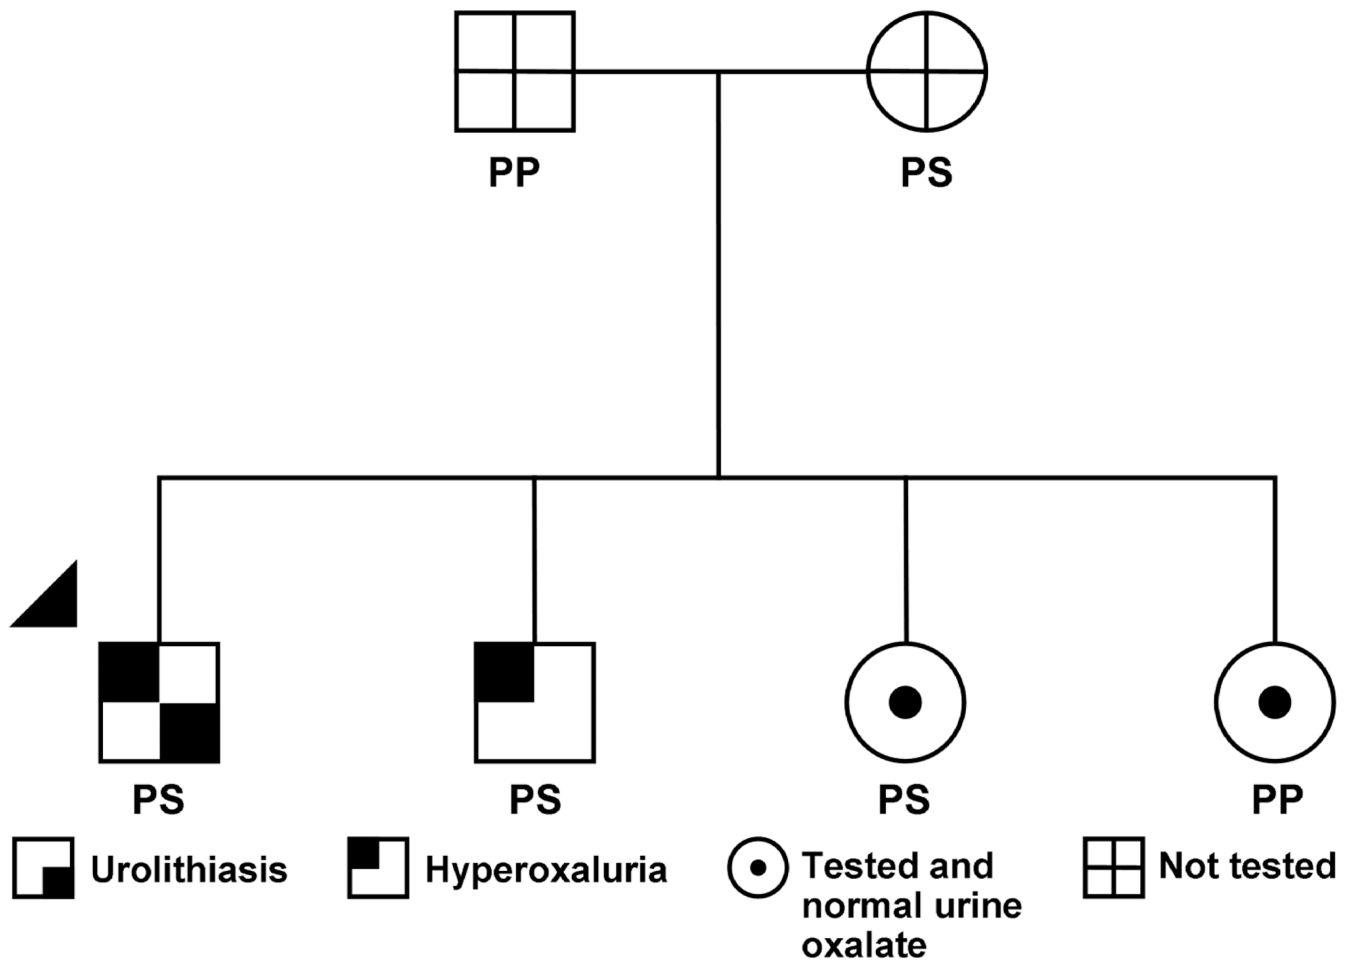 PP
PS
PS
PS
PS
PP
Urolithiasis
Hyperoxaluria
Tested and
normal urine
oxalate
Not tested